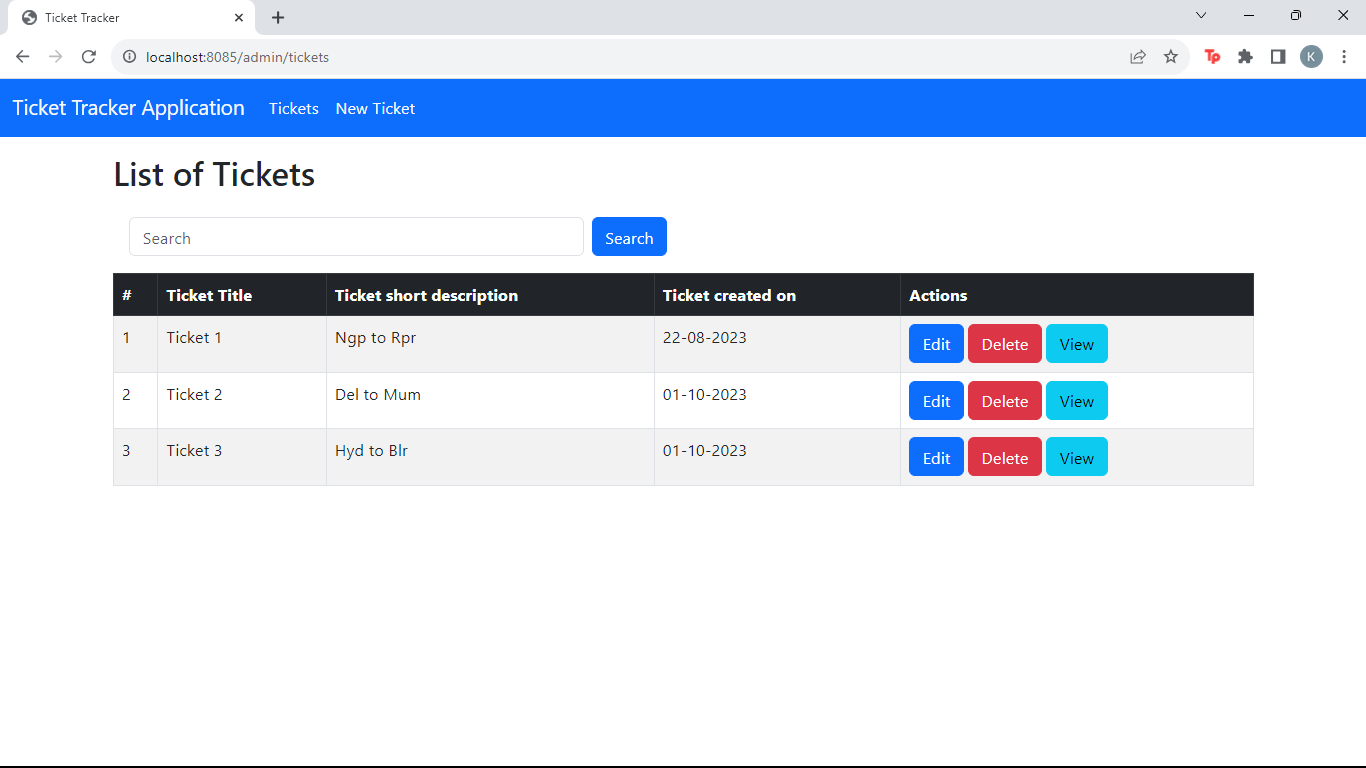 Ticket Tracker
localhost:8085/admin/tickets
Tp
K
Ticket Tracker Application Tickets New Ticket
List of Tickets
Search Search
# Ticket Title Ticket short description Ticket created on Actions
1 Ticket 1 Ngp to Rpr 22-08-2023 Edit Delete View
2 Ticket 2 Del to Mum 01-10-2023 Edit Delete View
3 Ticket 3 Hyd to Blr 01-10-2023 Edit Delete View